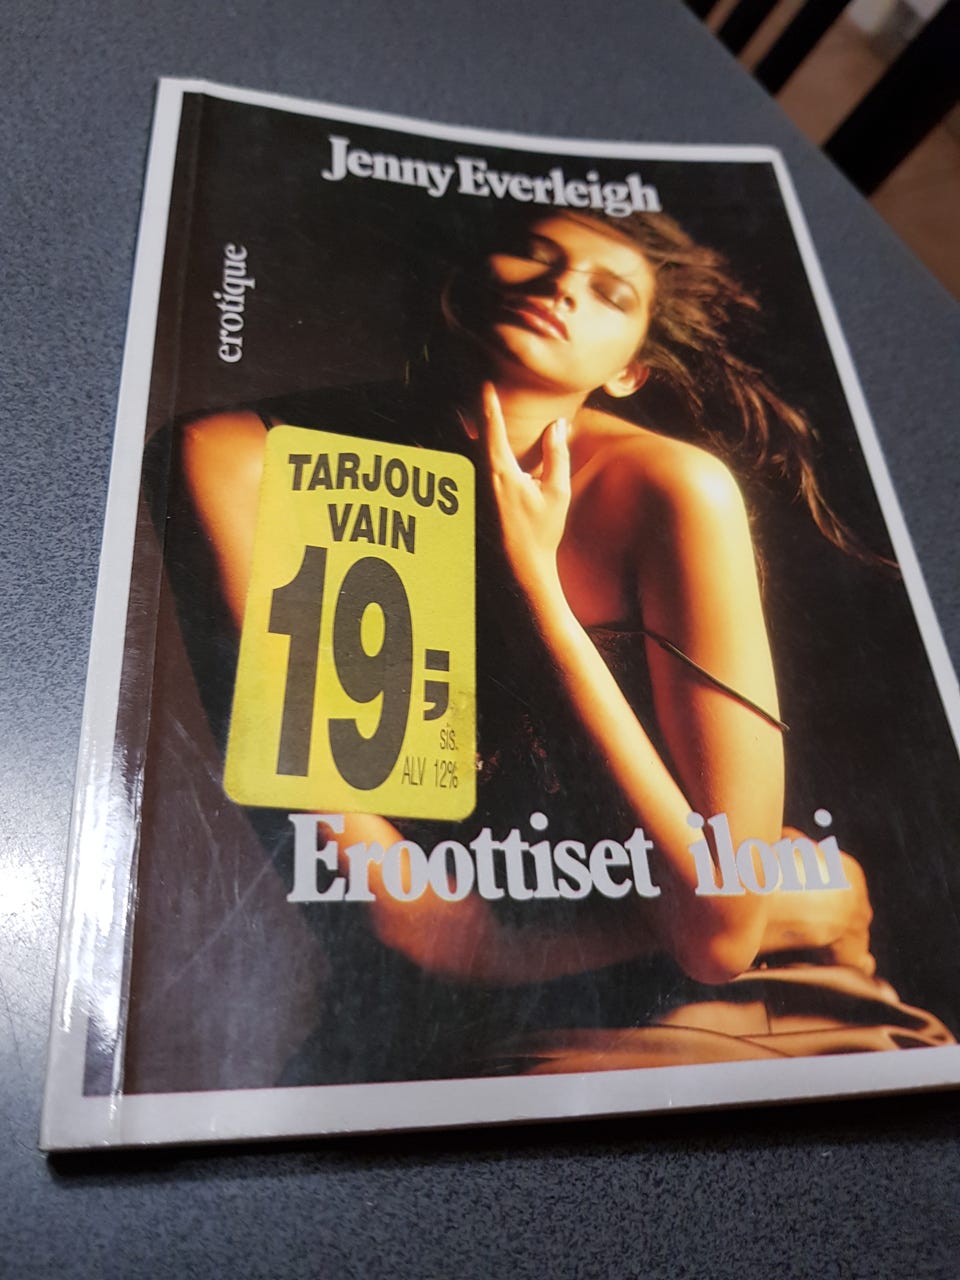 Jenny Everleigh
erotique
TARJOUS
VAIN
19,-
sis.
ALV 12%
Eroottiset iloni